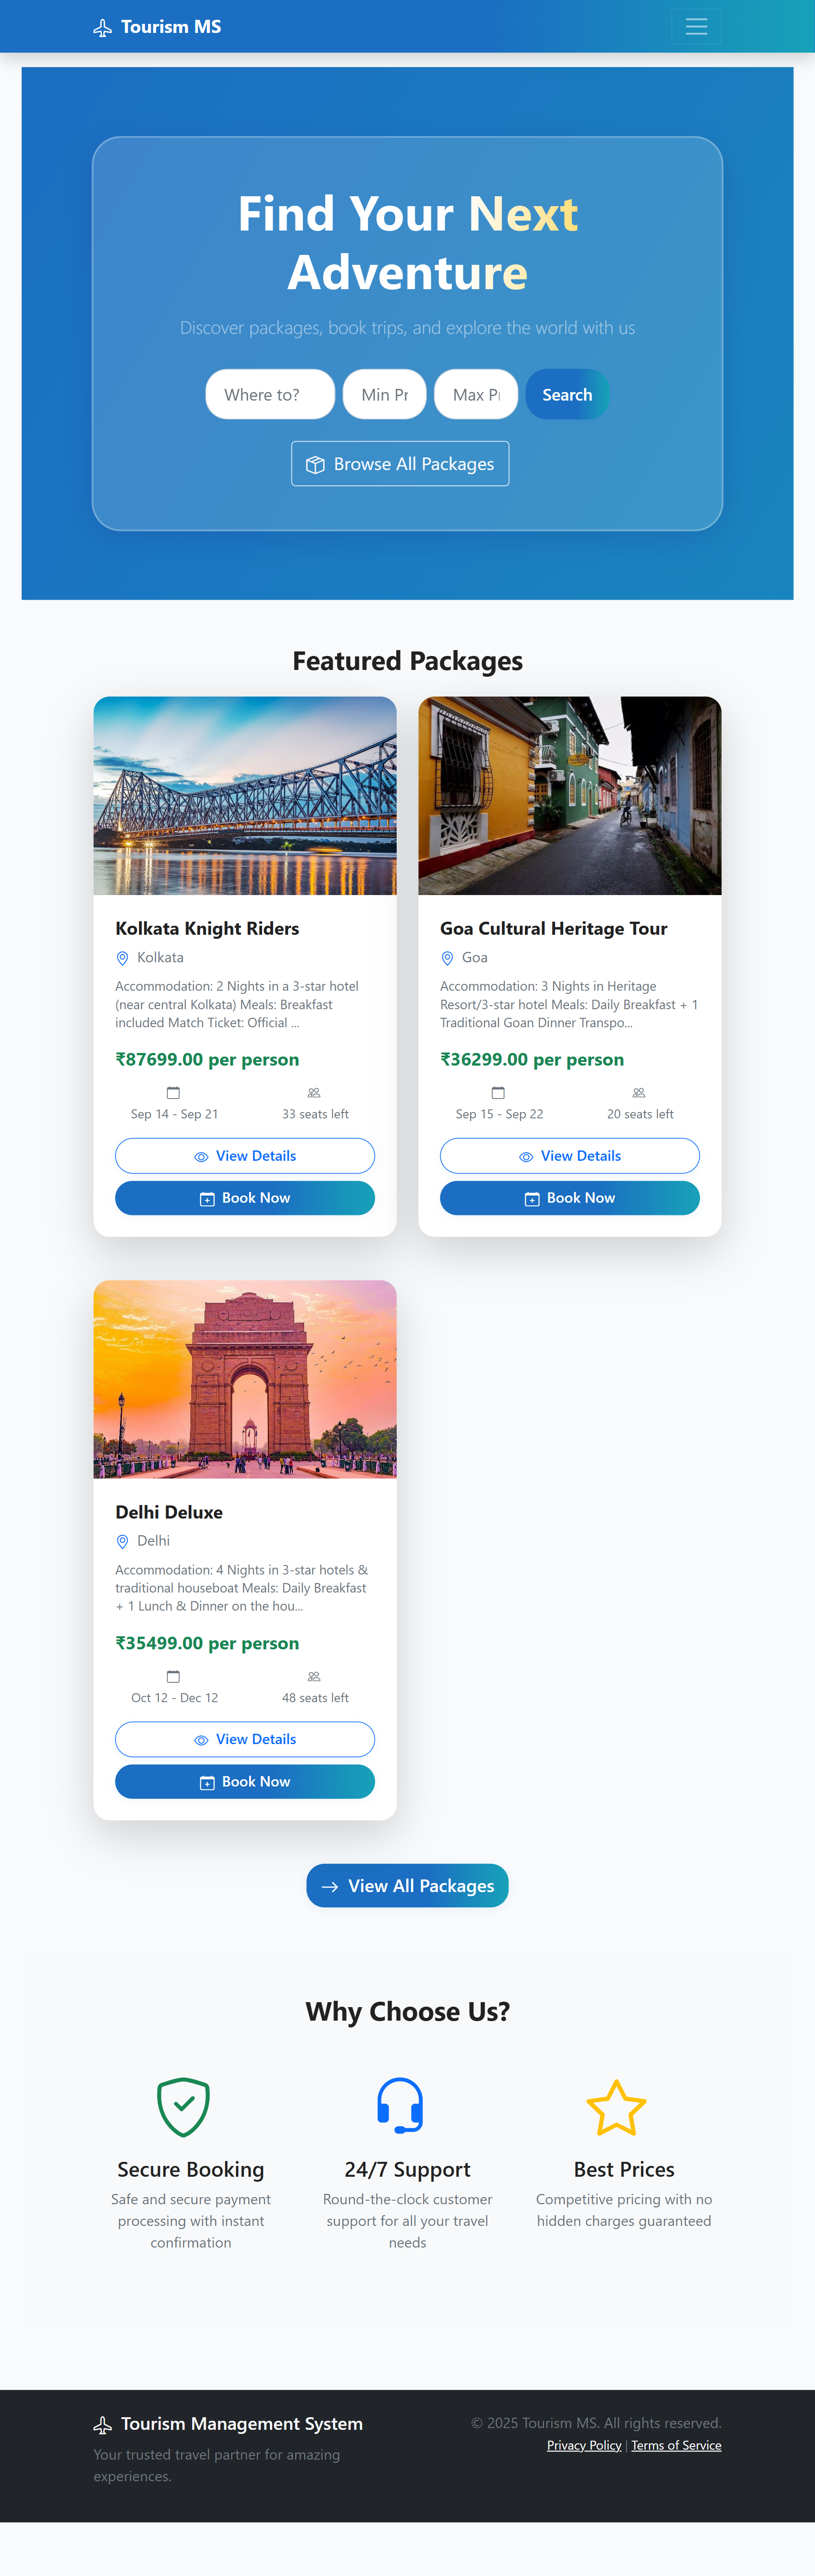 Tourism MS
Find Your Next
Adventure
Discover packages, book trips, and explore the world with us
Where to?
Min Pr
Max P
Search
Browse All Packages
Featured Packages
Kolkata Knight Riders
Kolkata
Accommodation: 2 Nights in a 3-star hotel
(near central Kolkata) Meals: Breakfast
included Match Ticket: Official ...
₹87699.00 per person
Sep 14 - Sep 21
33 seats left
View Details
Book Now
Goa Cultural Heritage Tour
Goa
Accommodation: 3 Nights in Heritage
Resort/3-star hotel Meals: Daily Breakfast + 1
Traditional Goan Dinner Transpo...
₹36299.00 per person
Sep 15 - Sep 22
20 seats left
View Details
Book Now
Delhi Deluxe
Delhi
Accommodation: 4 Nights in 3-star hotels &
traditional houseboat Meals: Daily Breakfast
+ 1 Lunch & Dinner on the hou...
₹35499.00 per person
Oct 12 - Dec 12
48 seats left
View Details
Book Now
View All Packages
Why Choose Us?
Secure Booking
Safe and secure payment
processing with instant
confirmation
24/7 Support
Round-the-clock customer
support for all your travel
needs
Best Prices
Competitive pricing with no
hidden charges guaranteed
Tourism Management System
Your trusted travel partner for amazing
experiences.
© 2025 Tourism MS. All rights reserved.
Privacy Policy | Terms of Service